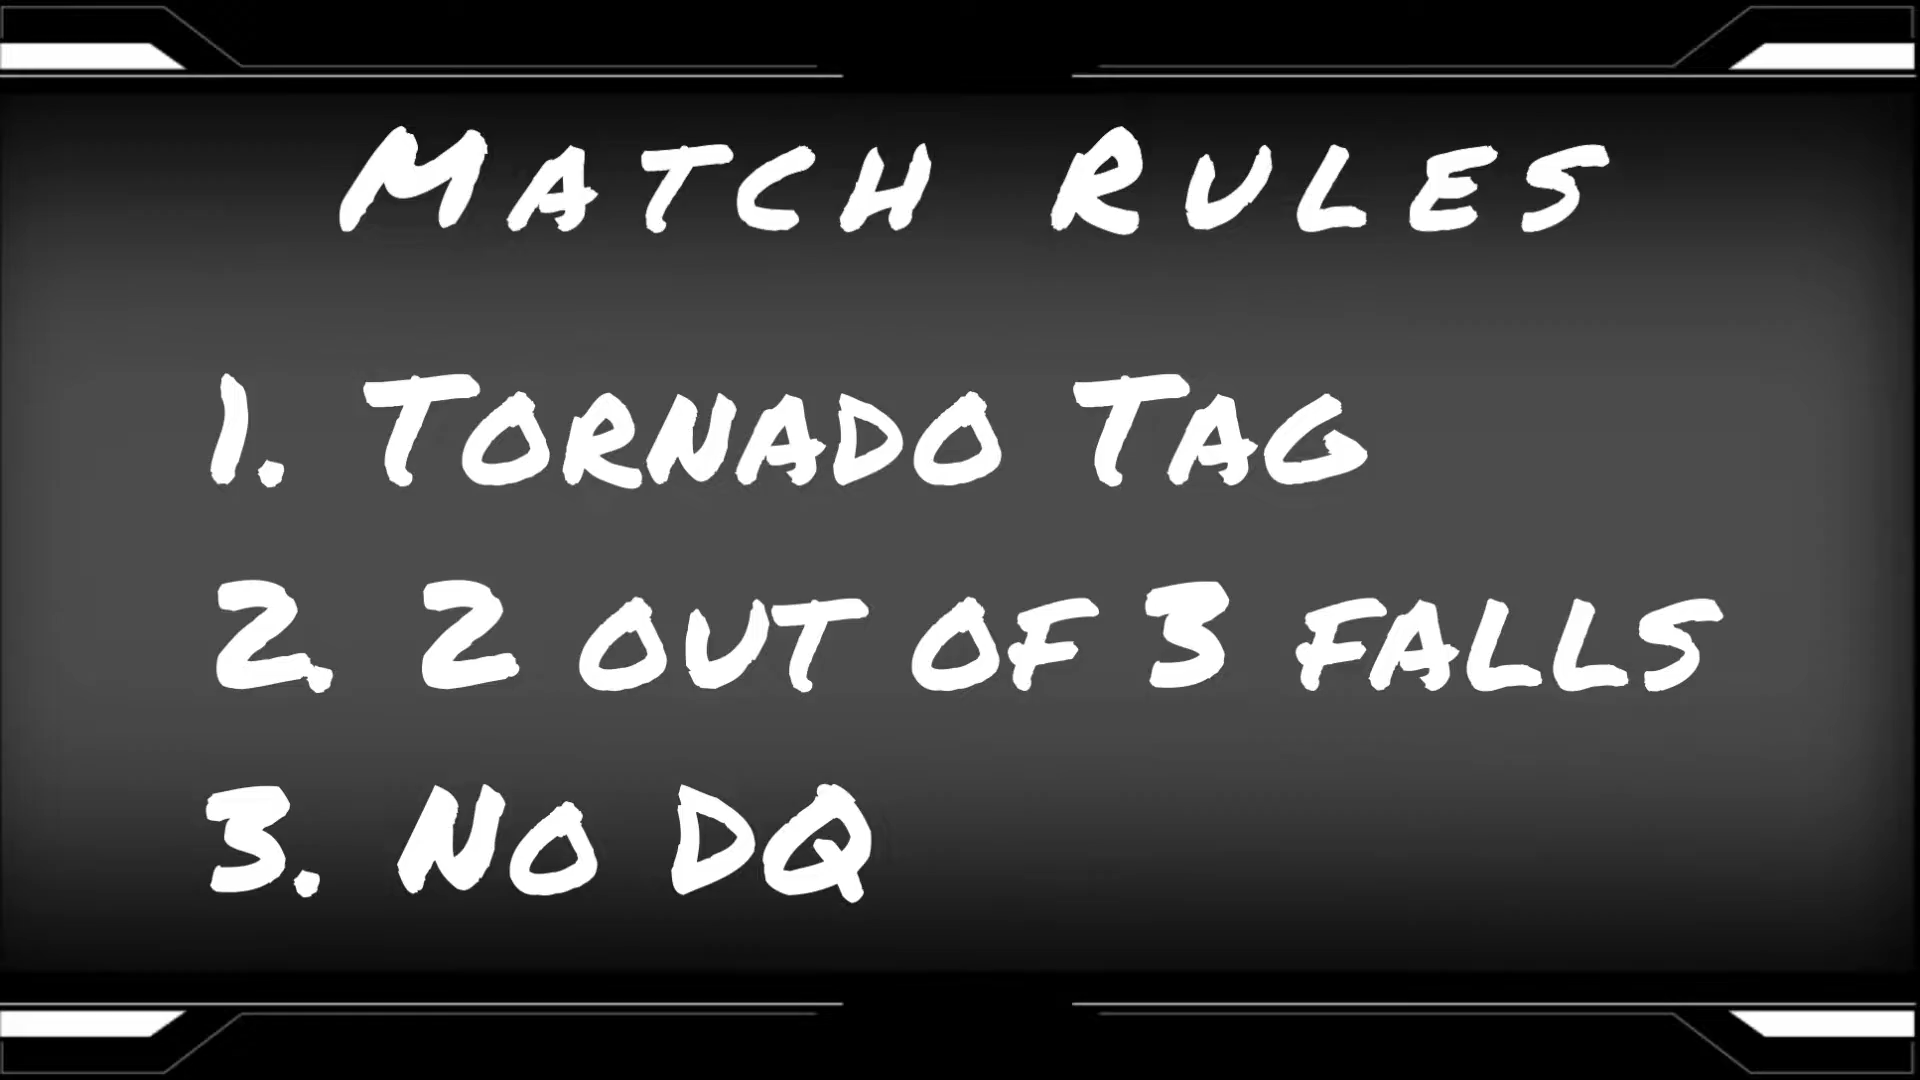 Match Rules
1. Tornado Tag
2. 2 out of 3 falls
3. No DQ